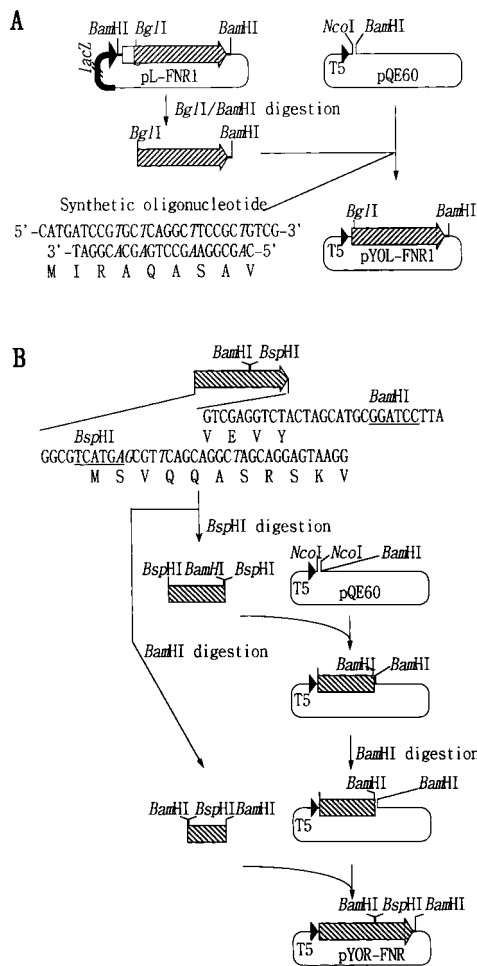 A
BamHI BglI BamHI
lacZ
pL-FNR1
NcoI BamHI
T5
pQE60
BglI/BamHI digestion
BglI BamHI
Synthetic oligonucleotide
5'-CATGATCCGTGCTCAGGCTTCCGCTGTCG-3'
3'-TAGGCACGAGTCCGAAGGCGAC-5'
M I R A Q A S A V
BglI BamHI
T5
pYOL-FNR1
B
BamHI BspHI
BamHI
GTCGAGGTCTACTAGCATGCGGATCCTTA
V E V Y
BspHI
GGCGTCATGAGCGTTCAGCAGGCTAGCAGGAGTAAGG
M S V Q Q A S R S K V
BspHI digestion
BspHI BamHI BspHI
NcoI NcoI BamHI
T5
pQE60
BamHI digestion
BamHI BamHI
T5
BamHI digestion
BamHI BspHI BamHI
BamHI BamHI
T5
BamHI BspHI BamHI
T5
pYOR-FNR